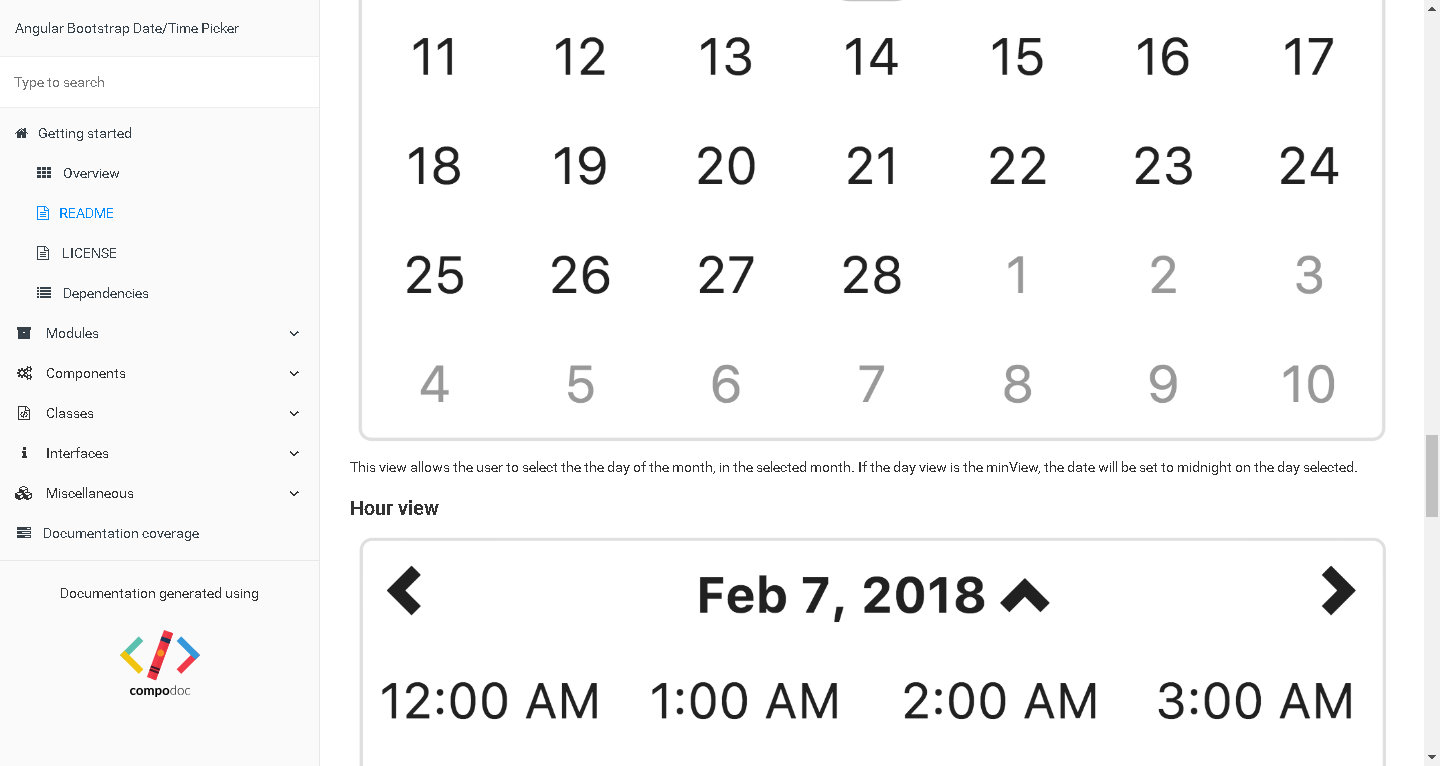 Angular Bootstrap Date/Time Picker
Type to search
Getting started
Overview
README
LICENSE
Dependencies
Modules
Components
Classes
Interfaces
Miscellaneous
Documentation coverage
Documentation generated using
compodoc
11 12 13 14 15 16 17
18 19 20 21 22 23 24
25 26 27 28 1 2 3
4 5 6 7 8 9 10
This view allows the user to select the the day of the month, in the selected month. If the day view is the minView, the date will be set to midnight on the day selected.
Hour view
Feb 7, 2018
12:00 AM 1:00 AM 2:00 AM 3:00 AM